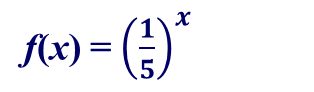 f(x) = (1/5)^x